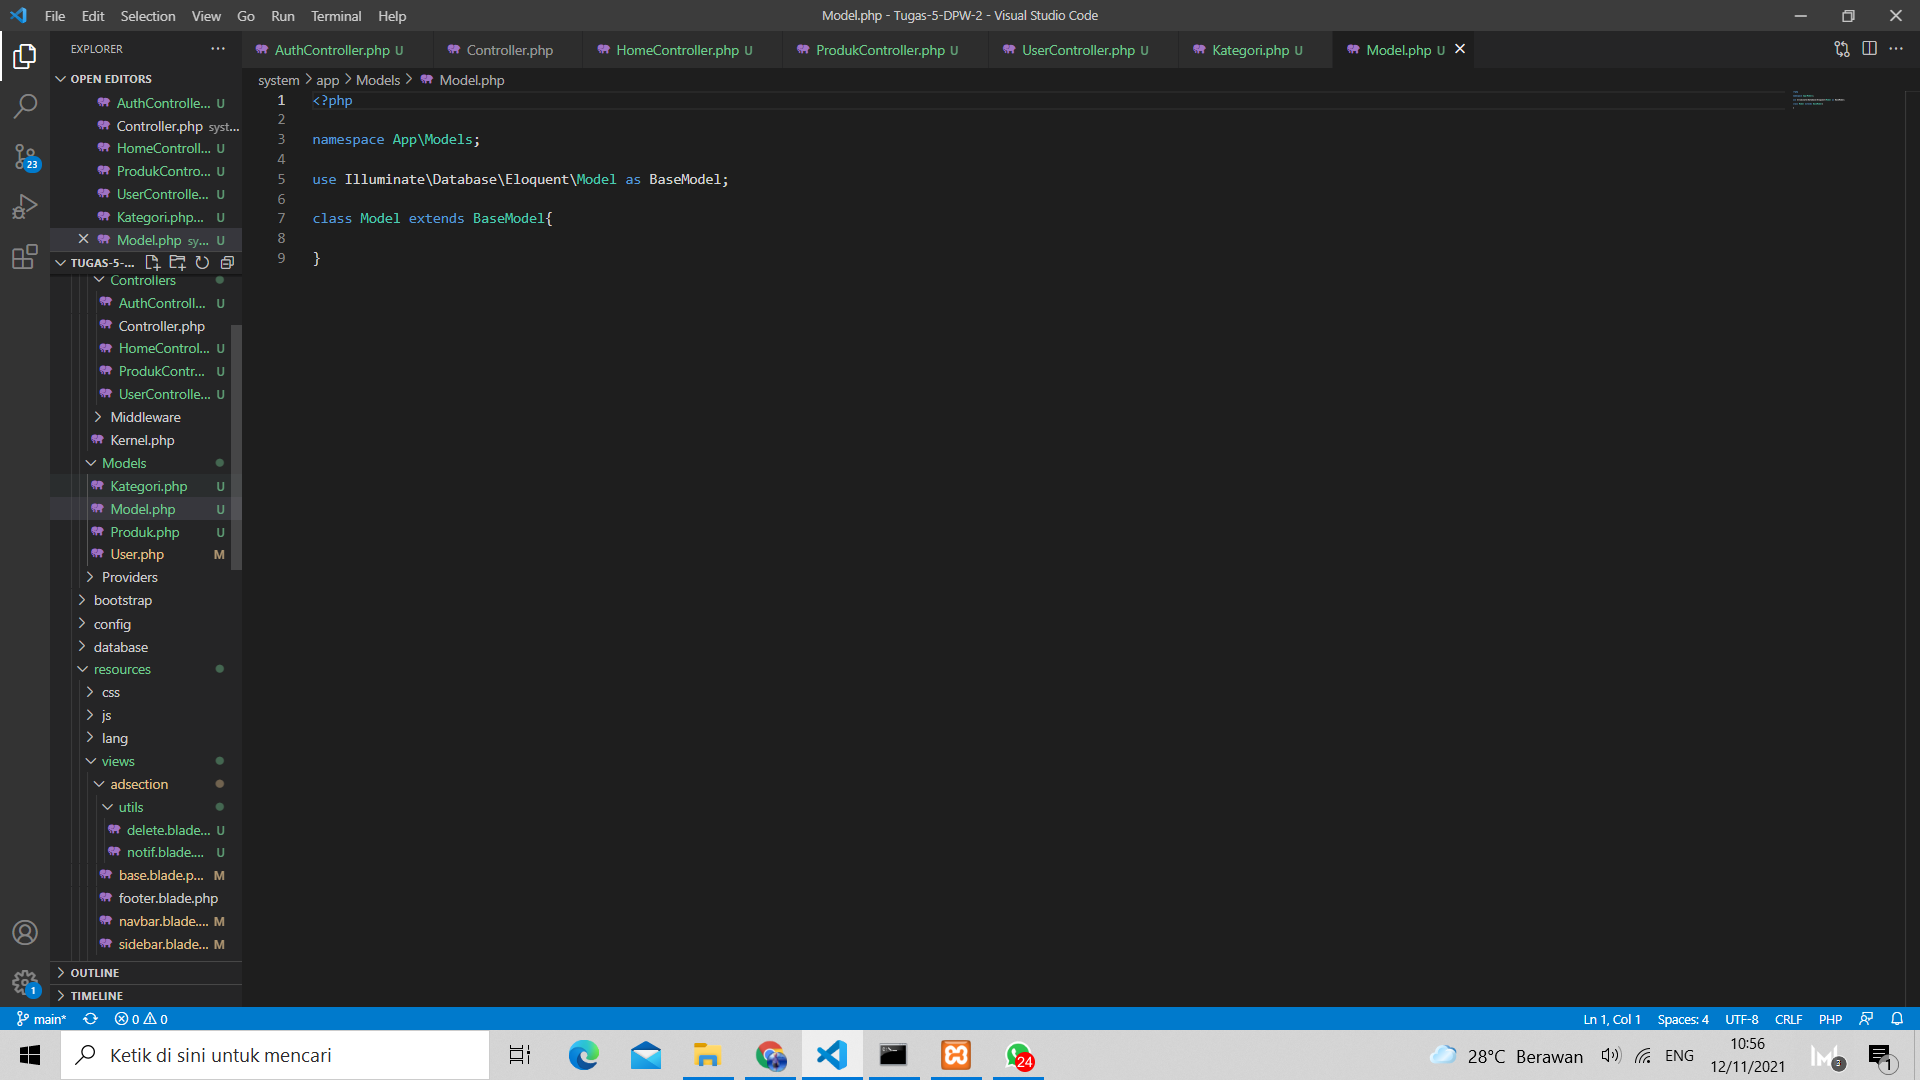 File Edit Selection View Go Run Terminal Help
Model.php - Tugas-5-DPW-2 - Visual Studio Code
EXPLORER
AuthController.php U
Controller.php
HomeController.php U
ProdukController.php U
UserController.php U
Kategori.php U
Model.php U
OPEN EDITORS
AuthControlle... U
Controller.php syst...
HomeControll... U
ProdukContro... U
UserControlle... U
Kategori.php... U
Model.php sy... U
system > app > Models > Model.php
1 <?php
2
3 namespace App\Models;
4
5 use Illuminate\Database\Eloquent\Model as BaseModel;
6
7 class Model extends BaseModel{
8
9 }
23
TUGAS-5-...
Controllers
AuthControll... U
Controller.php
HomeControl... U
ProdukContr... U
UserControlle... U
Middleware
Kernel.php
Models
Kategori.php U
Model.php U
Produk.php U
User.php M
Providers
bootstrap
config
database
resources
css
js
lang
views
adsection
utils
delete.blade... U
notif.blade.... U
base.blade.p... M
footer.blade.php
navbar.blade.... M
sidebar.blade... M
OUTLINE
TIMELINE
1
main* 0 0
Ln 1, Col 1 Spaces: 4 UTF-8 CRLF PHP
Ketik di sini untuk mencari
24
28°C Berawan
ENG
10:56
12/11/2021
3
1